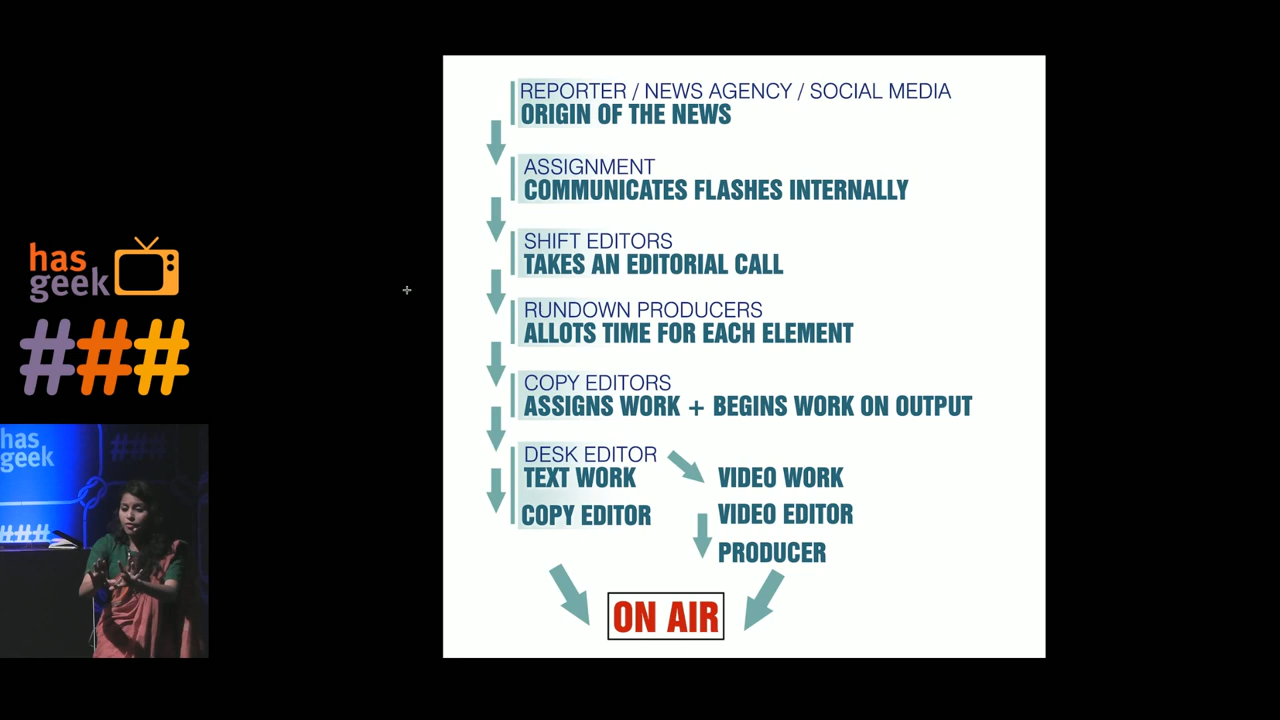 REPORTER / NEWS AGENCY / SOCIAL MEDIA
ORIGIN OF THE NEWS
ASSIGNMENT
COMMUNICATES FLASHES INTERNALLY
SHIFT EDITORS
TAKES AN EDITORIAL CALL
RUNDOWN PRODUCERS
ALLOTS TIME FOR EACH ELEMENT
COPY EDITORS
ASSIGNS WORK + BEGINS WORK ON OUTPUT
DESK EDITOR
TEXT WORK
COPY EDITOR
VIDEO WORK
VIDEO EDITOR
PRODUCER
ON AIR
has
geek
###
has
geek
###
###